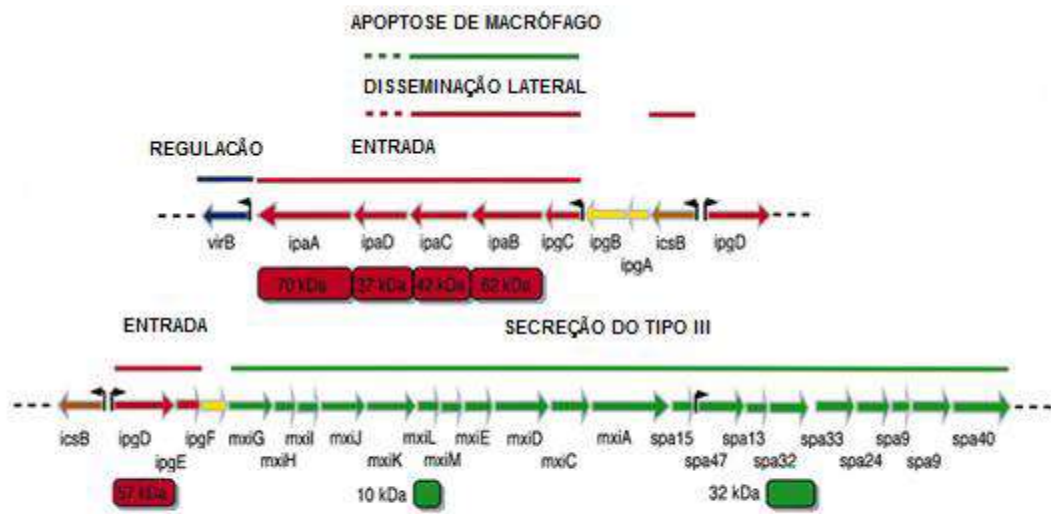 APOPTOSE DE MACRÓFAGO
DISSEMINAÇÃO LATERAL
REGULACÃO ENTRADA
virB ipaA ipaD ipaC ipaB ipgC ipgB icsB ipgD
ipgA
70 kDa 37 kDa 42 kDa 62 kDa
ENTRADA SECREÇÃO DO TIPO III
icsB ipgD ipgF mxiG mxiI mxiJ mxiL mxiE mxiD mxiA spa15 spa13 spa33 spa9 spa40
ipgE mxiH mxiK mxiM mxiC spa47 spa32 spa24 spa9
57 kDa 10 kDa 32 kDa